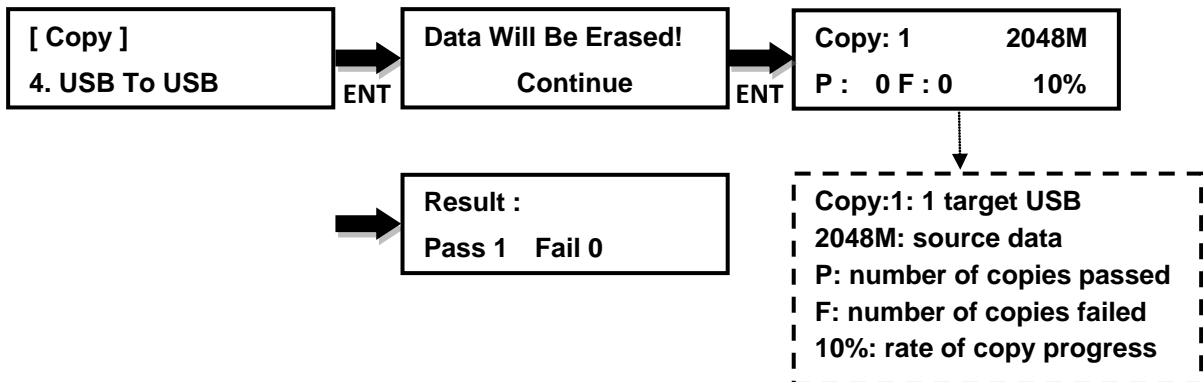 [ Copy ]
4. USB To USB
ENT
Data Will Be Erased!
Continue
ENT
Copy: 1 2048M
P : 0 F : 0 10%
Result :
Pass 1 Fail 0
Copy:1: 1 target USB
2048M: source data
P: number of copies passed
F: number of copies failed
10%: rate of copy progress